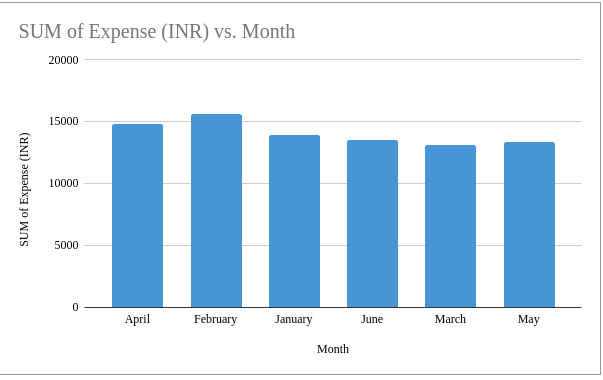 SUM of Expense (INR) vs. Month
SUM of Expense (INR)
20000
15000
10000
5000
0
April February January June March May
Month